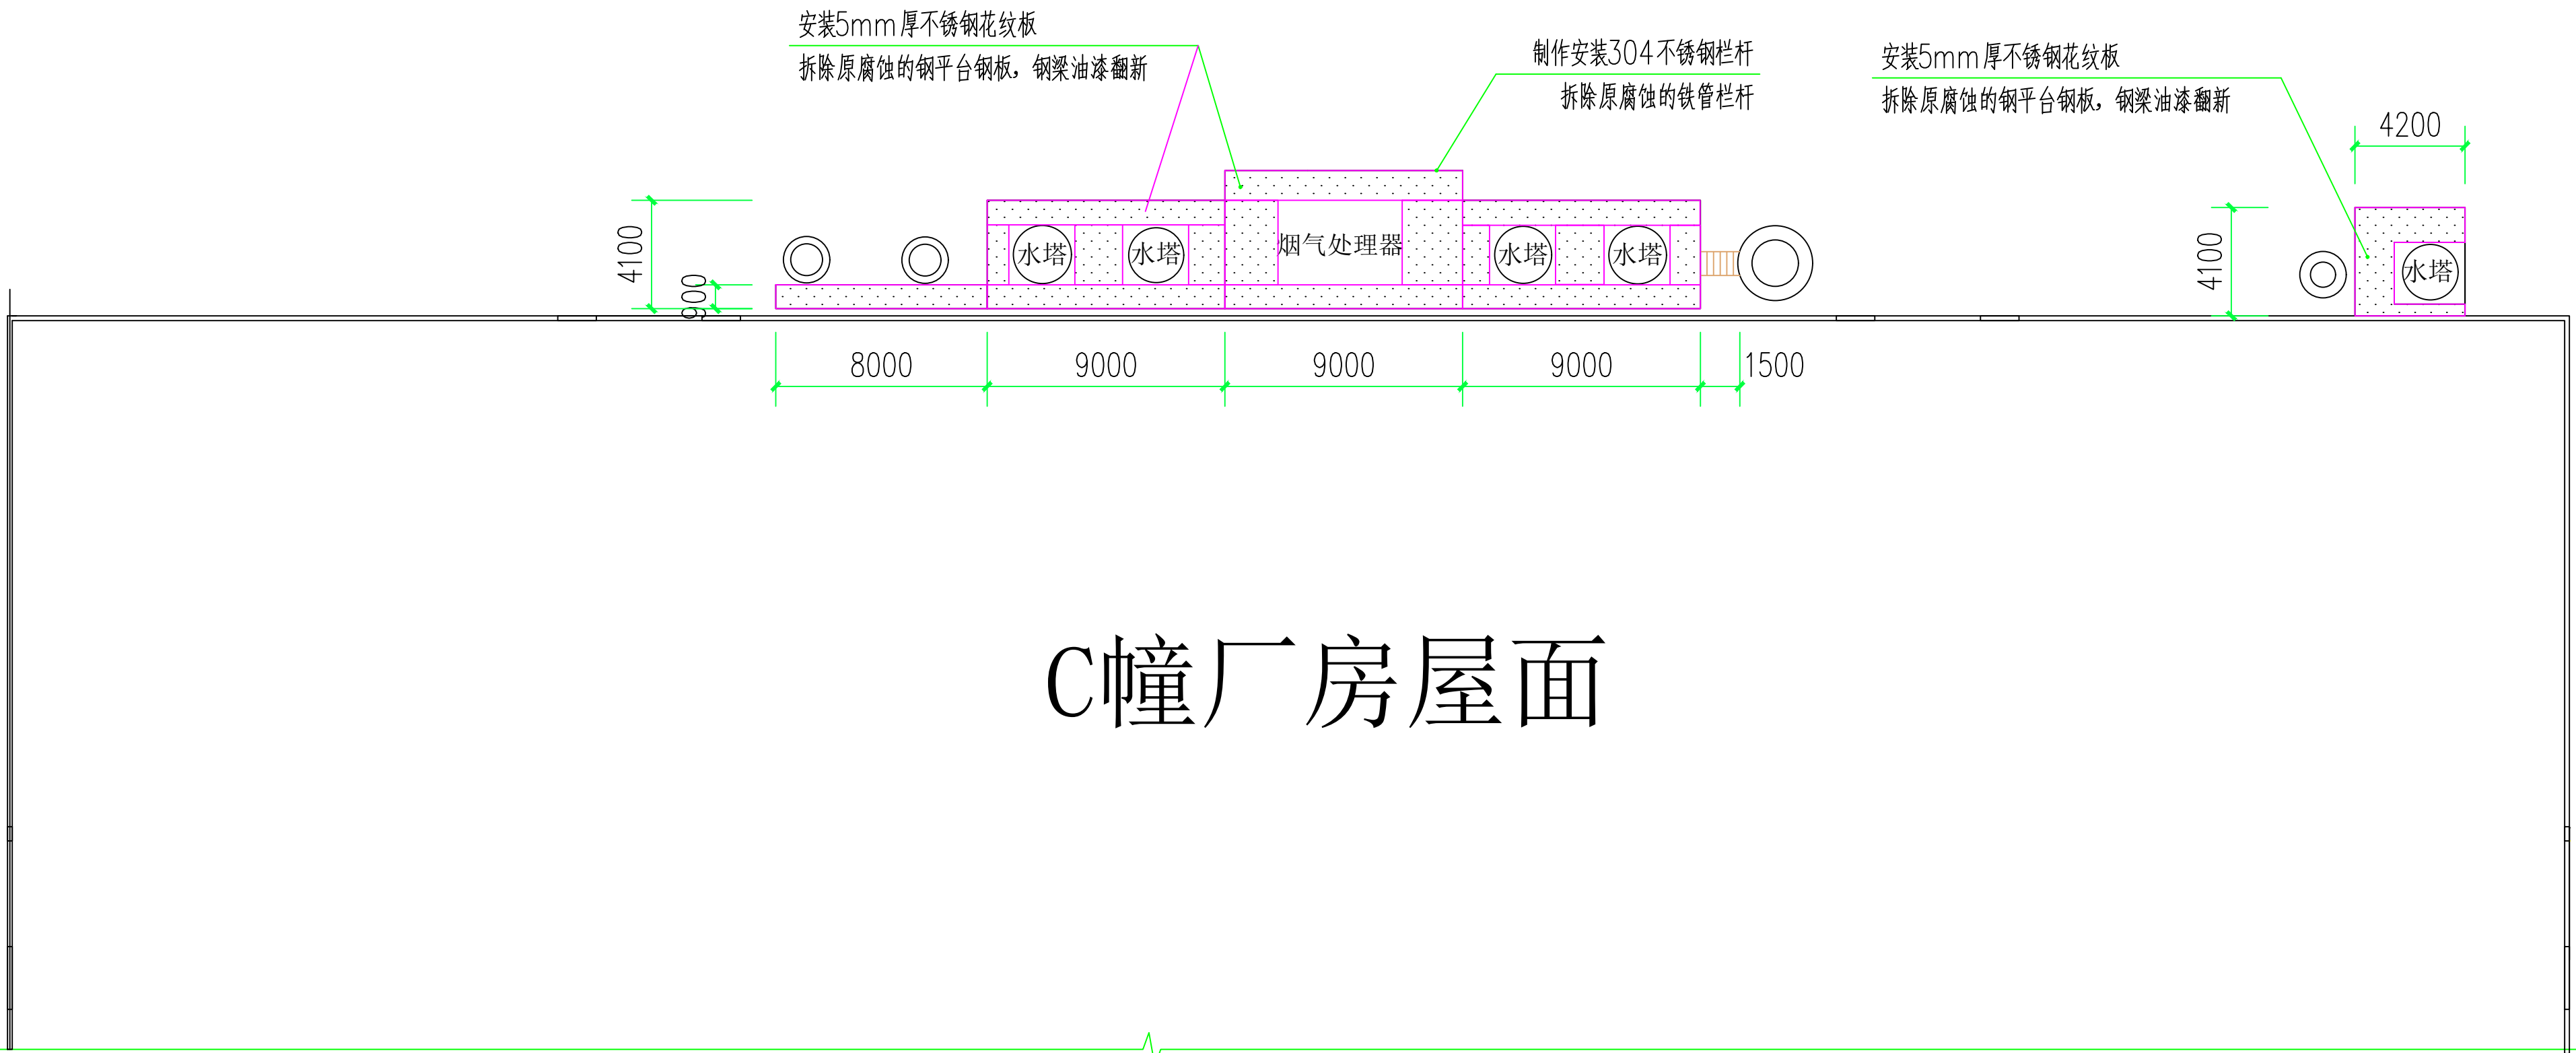 安装5mm厚不锈钢花纹板
拆除原腐蚀的钢平台钢板，钢梁油漆翻新
制作安装304不锈钢栏杆
拆除原腐蚀的铁管栏杆
安装5mm厚不锈钢花纹板
拆除原腐蚀的钢平台钢板，钢梁油漆翻新
4200
4100
900
水塔
水塔
烟气处理器
水塔
水塔
4100
水塔
8000
9000
9000
9000
1500
C幢厂房屋面